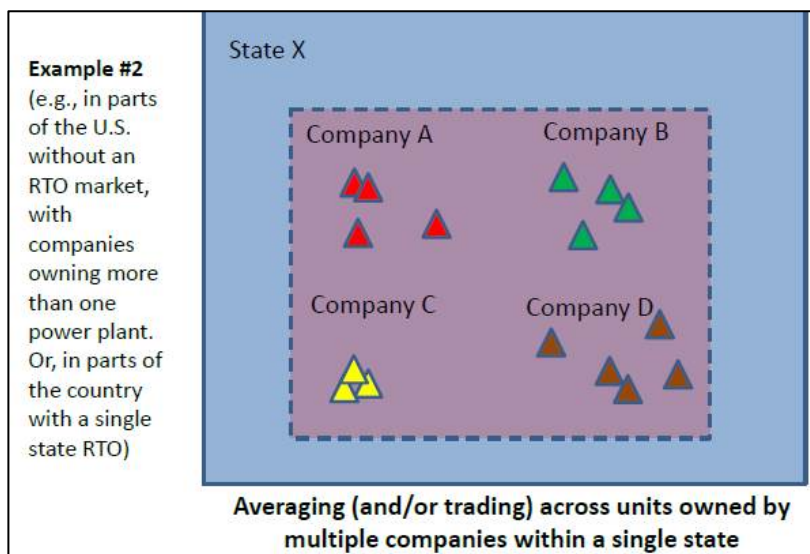 Example #2
(e.g., in parts
of the U.S.
without an
RTO market,
with
companies
owning more
than one
power plant.
Or, in parts of
the country
with a single
state RTO)
State X
Company A
Company B
Company C
Company D
Averaging (and/or trading) across units owned by
multiple companies within a single state